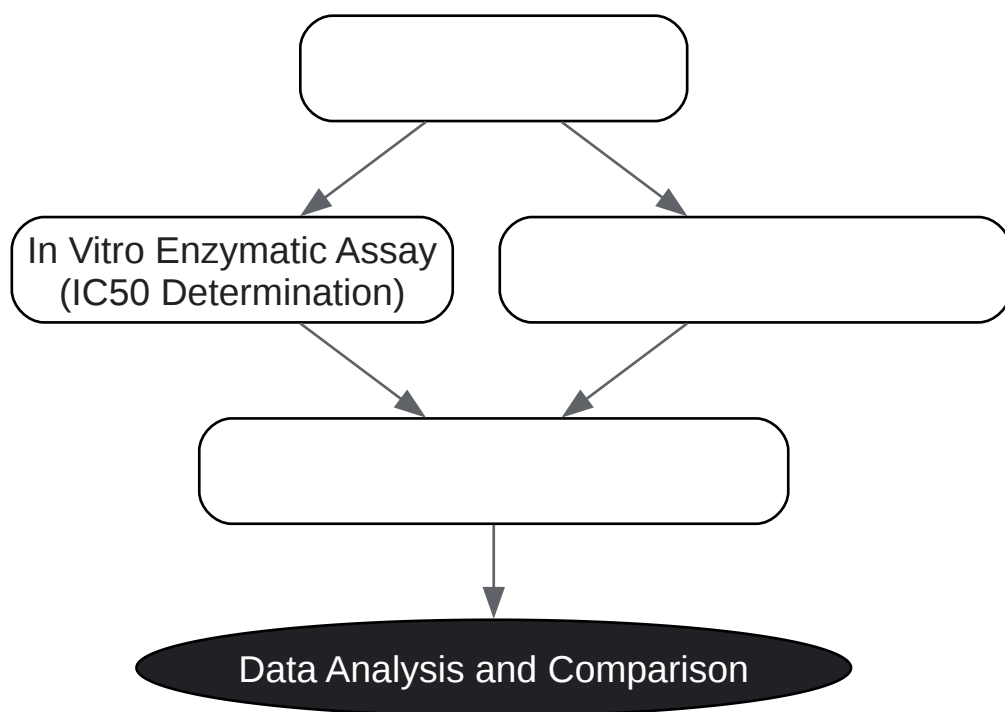 In Vitro Enzymatic Assay
(IC50 Determination)
Data Analysis and Comparison